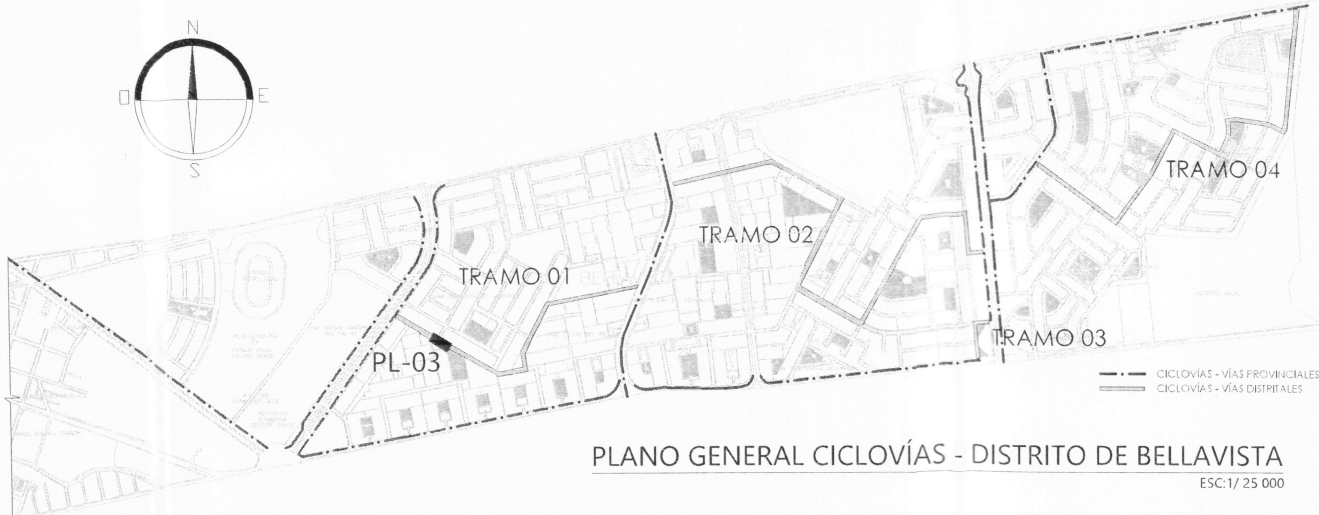 N
O
E
S
TRAMO 04
TRAMO 02
TRAMO 01
TRAMO 03
PL-03
CICLOVÍAS - VÍAS PROVINCIALES
CICLOVÍAS - VÍAS DISTRITALES
PLANO GENERAL CICLOVÍAS - DISTRITO DE BELLAVISTA
ESC:1/ 25 000